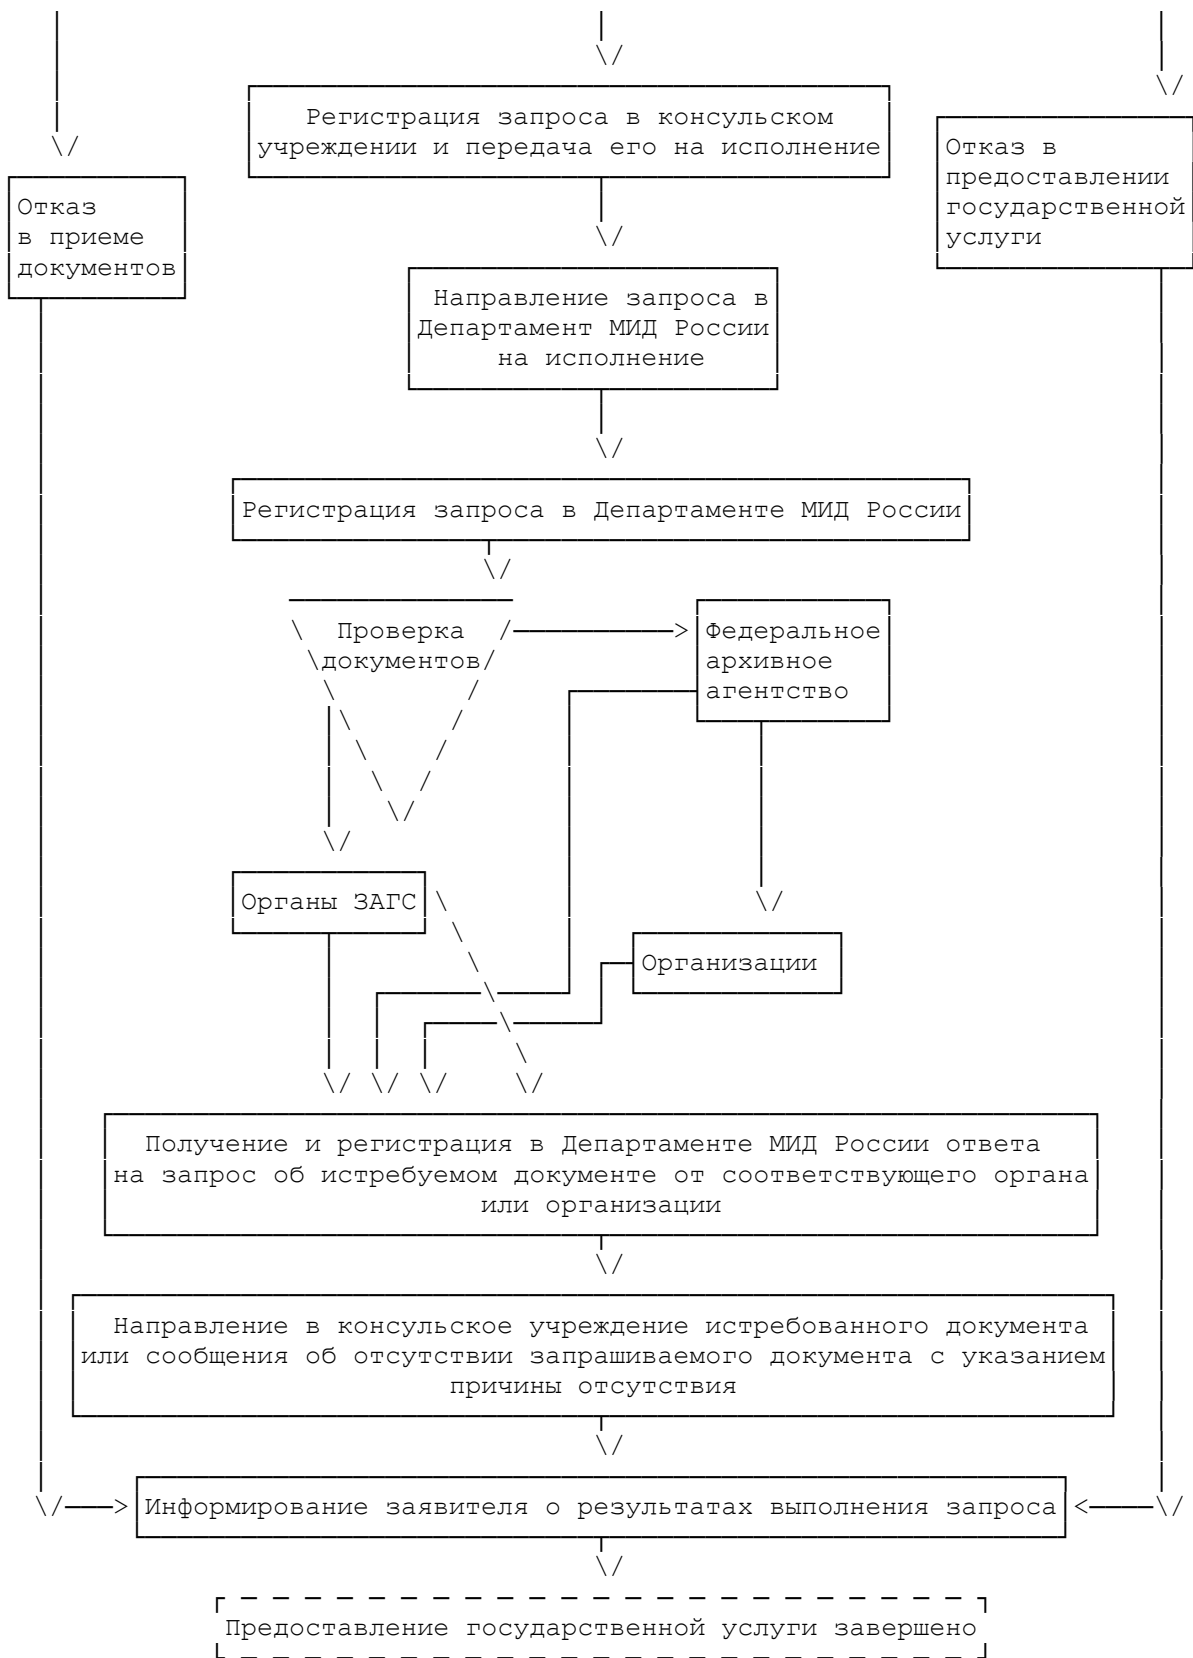 Регистрация запроса в консульском
учреждении и передача его на исполнение
Отказ в
предоставлении
государственной
услуги
Отказ
в приеме
документов
Направление запроса в
Департамент МИД России
на исполнение
Регистрация запроса в Департаменте МИД России
Проверка
документов
Федеральное
архивное
агентство
Органы ЗАГС
Организации
Получение и регистрация в Департаменте МИД России ответа
на запрос об истребуемом документе от соответствующего органа
или организации
Направление в консульское учреждение истребованного документа
или сообщения об отсутствии запрашиваемого документа с указанием
причины отсутствия
Информирование заявителя о результатах выполнения запроса
Предоставление государственной услуги завершено